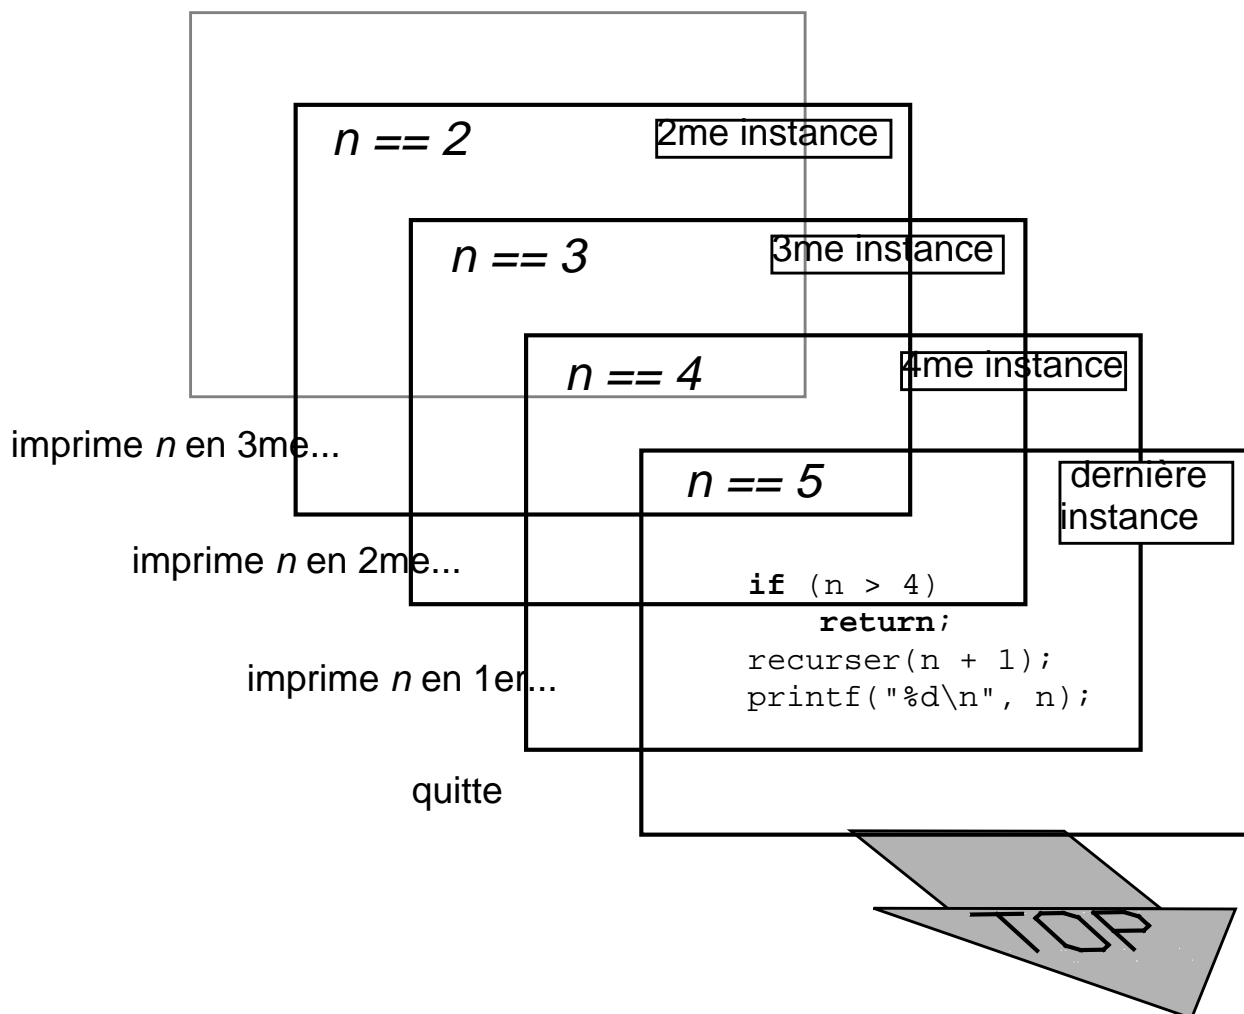 n == 2
2me instance
n == 3
3me instance
n == 4
4me instance
imprime n en 3me...
n == 5
dernière
instance
imprime n en 2me...
if (n > 4)
return;
recurser(n + 1);
imprime n en 1er...
printf("%d\n", n);
quitte
TOP